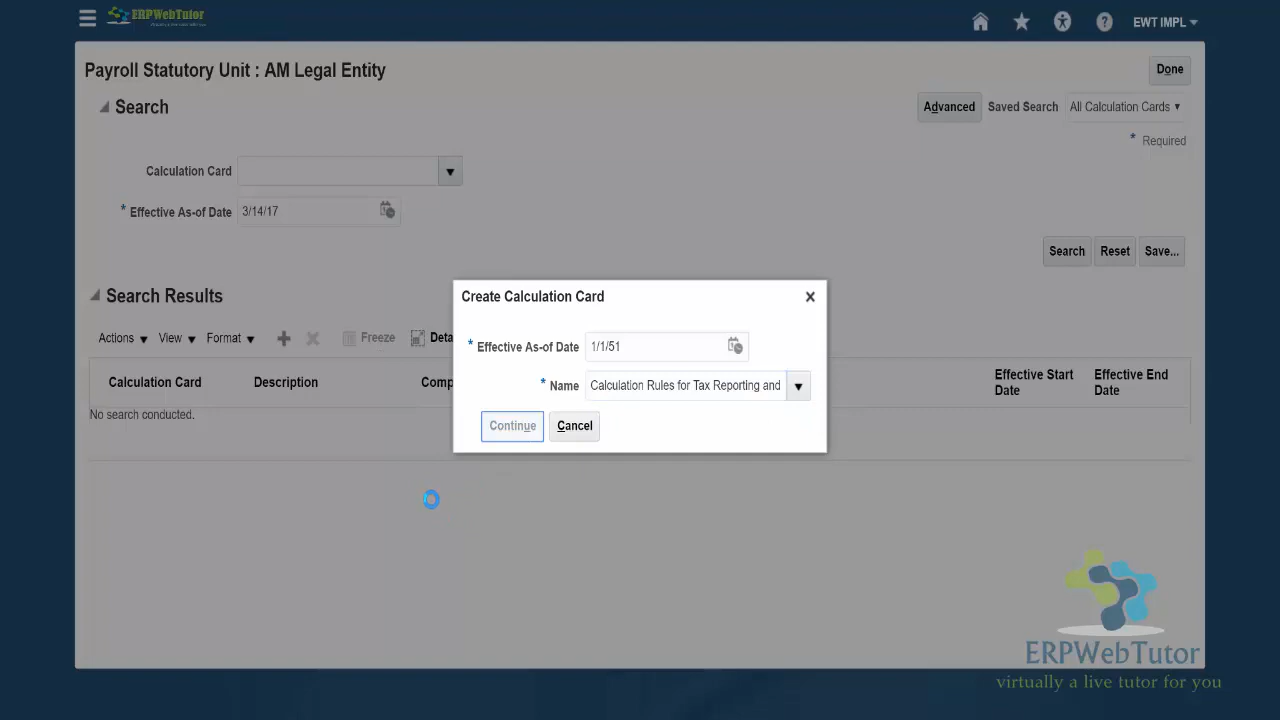 ERPWebTutor
EWT IMPL
Payroll Statutory Unit : AM Legal Entity
Done
Search
Advanced
Saved Search
All Calculation Cards
* Required
Calculation Card
* Effective As-of Date 3/14/17
Search
Reset
Save...
Search Results
Create Calculation Card
Actions
View
Format
Freeze
Deta
* Effective As-of Date 1/1/51
Calculation Card
Description
Comp
Effective Start Date
Effective End Date
* Name Calculation Rules for Tax Reporting and
No search conducted.
Continue
Cancel
ERPWebTutor
virtually a live tutor for you